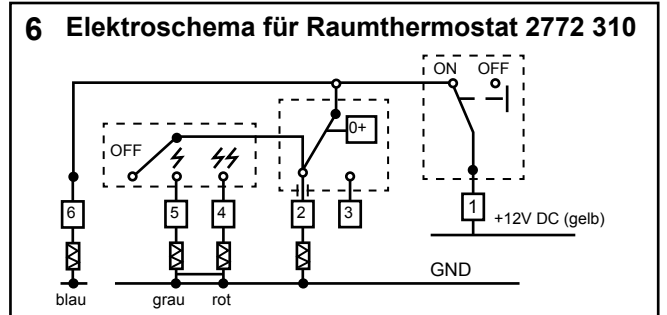 6 Elektroschema für Raumthermostat 2772 310
ON OFF
0+
OFF
6 5 4 2 3 1
+12V DC (gelb)
GND
blau grau rot